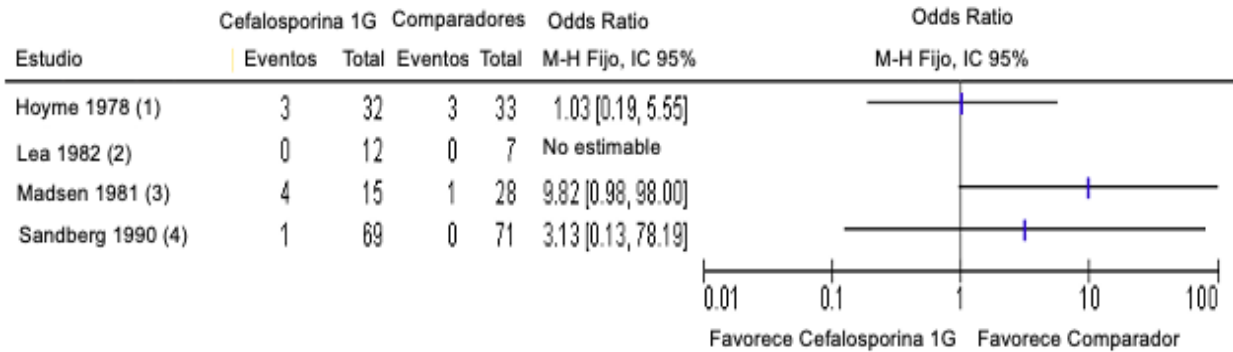 Cefalosporina 1G Comparadores Odds Ratio Odds Ratio
Estudio Eventos Total Eventos Total M-H Fijo, IC 95% M-H Fijo, IC 95%
Hoyme 1978 (1) 3 32 3 33 1.03 [0.19, 5.55]
Lea 1982 (2) 0 12 0 7 No estimable
Madsen 1981 (3) 4 15 1 28 9.82 [0.98, 98.00]
Sandberg 1990 (4) 1 69 0 71 3.13 [0.13, 78.19]
0.01 0.1 1 10 100
Favorece Cefalosporina 1G Favorece Comparador